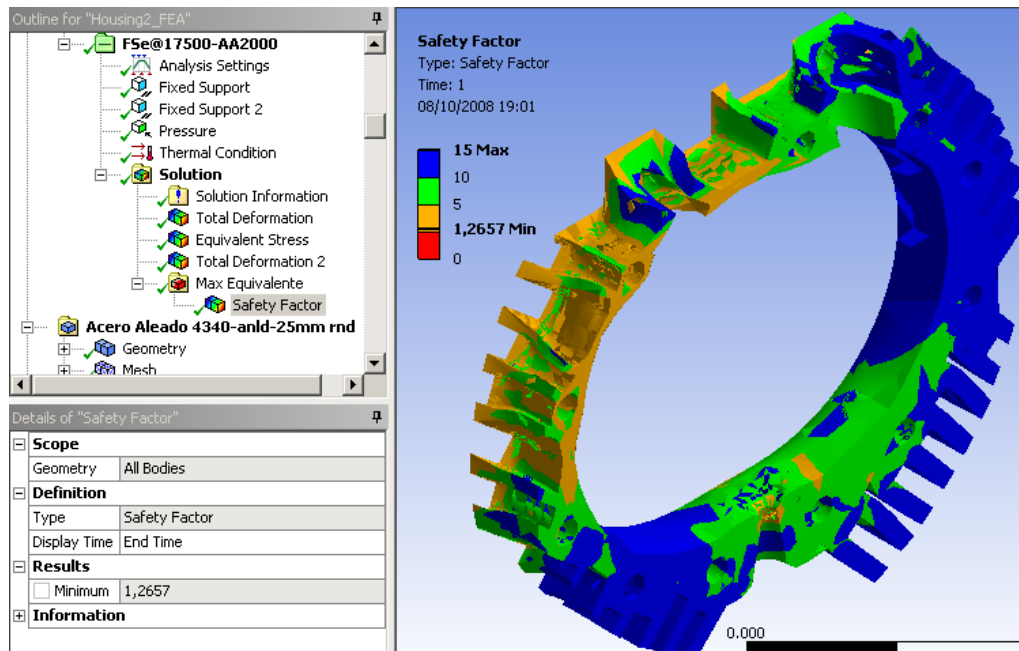 Outline for "Housing2_FEA"
FSe@17500-AA2000
Analysis Settings
Fixed Support
Fixed Support 2
Pressure
Thermal Condition
Solution
Solution Information
Total Deformation
Equivalent Stress
Total Deformation 2
Max Equivalente
Safety Factor
Acero Aleado 4340-anld-25mm rnd
Geometry
Mesh
Details of "Safety Factor"
Scope
Geometry All Bodies
Definition
Type Safety Factor
Display Time End Time
Results
Minimum 1,2657
Information
Safety Factor
Type: Safety Factor
Time: 1
08/10/2008 19:01
15 Max
10
5
1,2657 Min
0
0.000